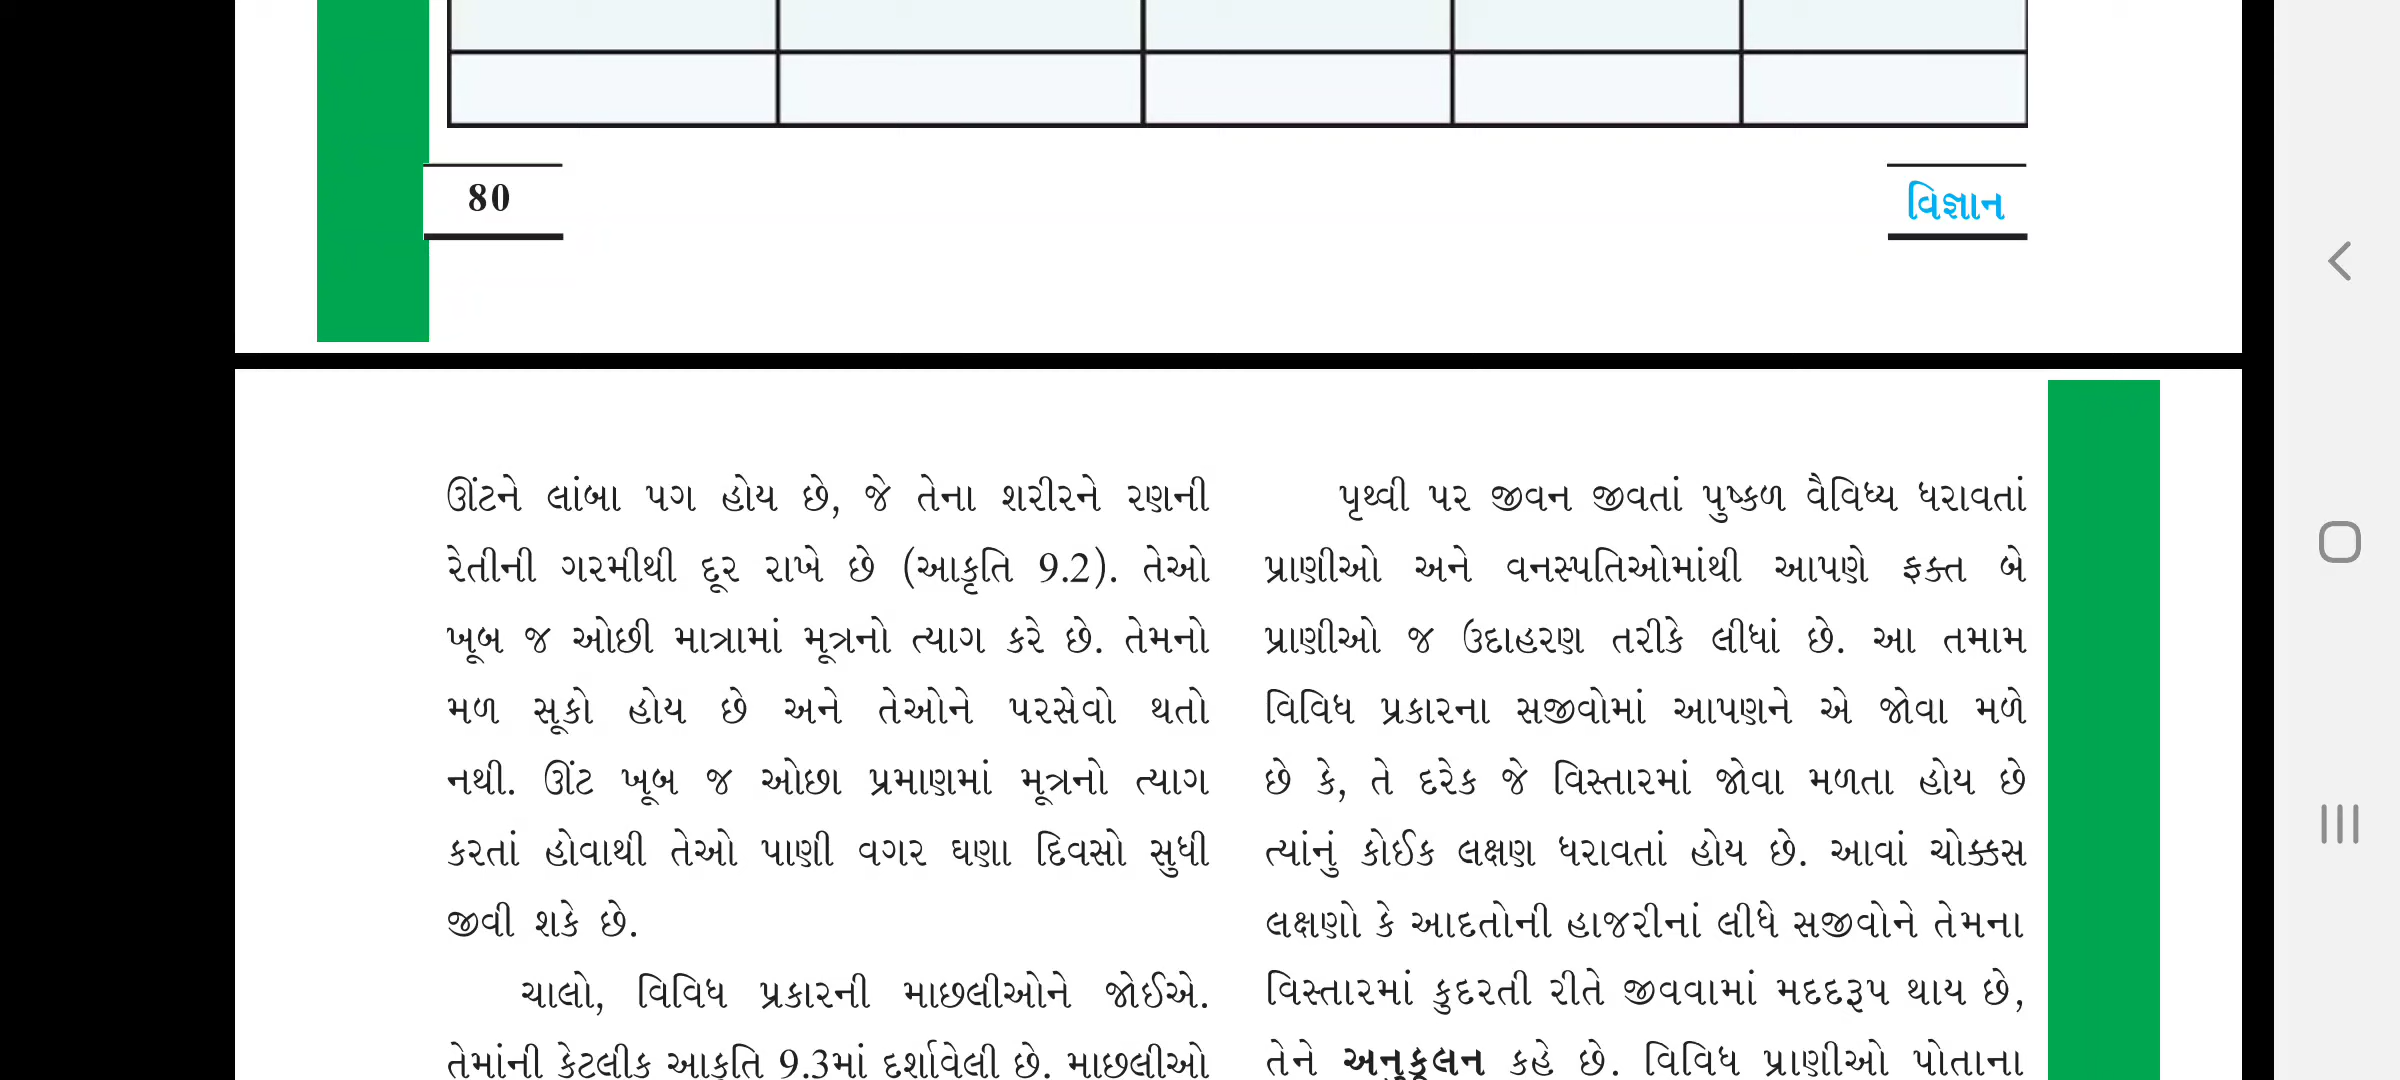 80
વિજ્ઞાન
ઊંટને લાંબા પગ હોય છે, જે તેના શરીરને રણની
રેતીની ગરમીથી દૂર રાખે છે (આકૃતિ 9.2). તેઓ
ખૂબ જ ઓછી માત્રામાં મૂત્રનો ત્યાગ કરે છે. તેમનો
મળ સૂકો હોય છે અને તેઓને પરસેવો થતો
નથી. ઊંટ ખૂબ જ ઓછા પ્રમાણમાં મૂત્રનો ત્યાગ
કરતાં હોવાથી તેઓ પાણી વગર ઘણા દિવસો સુધી
જીવી શકે છે.
ચાલો, વિવિધ પ્રકારની માછલીઓને જોઈએ.
તેમાંની કેટલીક આકૃતિ 9.3માં દર્શાવેલી છે. માછલીઓ
પૃથ્વી પર જીવન જીવતાં પુષ્કળ વૈવિધ્ય ધરાવતાં
પ્રાણીઓ અને વનસ્પતિઓમાંથી આપણે ફક્ત બે
પ્રાણીઓ જ ઉદાહરણ તરીકે લીધાં છે. આ તમામ
વિવિધ પ્રકારના સજીવોમાં આપણને એ જોવા મળે
છે કે, તે દરેક જે વિસ્તારમાં જોવા મળતા હોય છે
ત્યાંનું કોઈક લક્ષણ ધરાવતાં હોય છે. આવાં ચોક્કસ
લક્ષણો કે આદતોની હાજરીનાં લીધે સજીવોને તેમના
વિસ્તારમાં કુદરતી રીતે જીવવામાં મદદરૂપ થાય છે,
તેને અનુકૂલન કહે છે. વિવિધ પ્રાણીઓ પોતાના